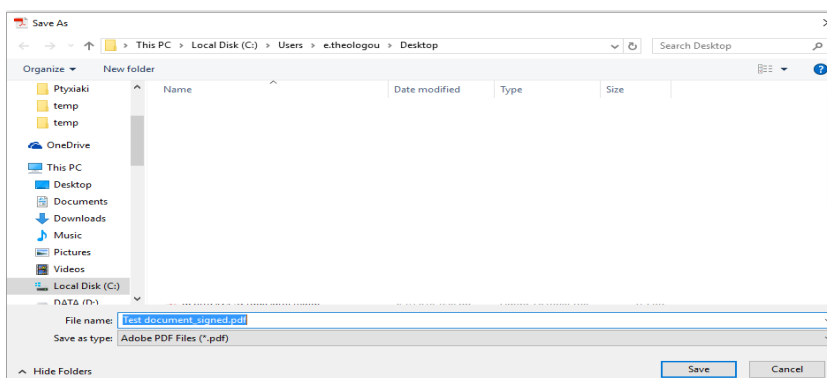 Save As
This PC > Local Disk (C:) > Users > e.theologou > Desktop
Search Desktop
Organize
New folder
Name
Date modified
Type
Size
Ptyxiaki
temp
temp
OneDrive
This PC
Desktop
Documents
Downloads
Music
Pictures
Videos
Local Disk (C:)
DATA (D:)
File name: Test document_signed.pdf
Save as type: Adobe PDF Files (*.pdf)
Hide Folders
Save
Cancel